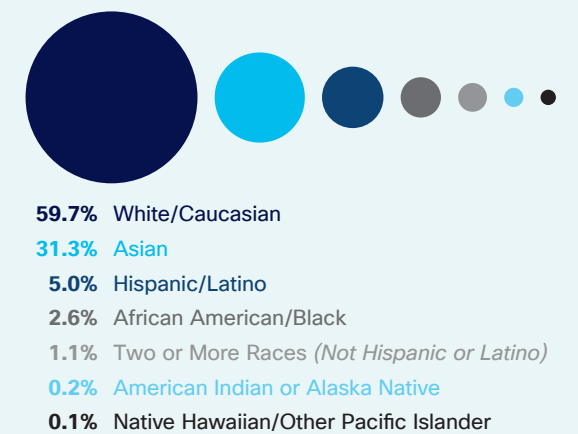 59.7% White/Caucasian
31.3% Asian
5.0% Hispanic/Latino
2.6% African American/Black
1.1% Two or More Races (Not Hispanic or Latino)
0.2% American Indian or Alaska Native
0.1% Native Hawaiian/Other Pacific Islander